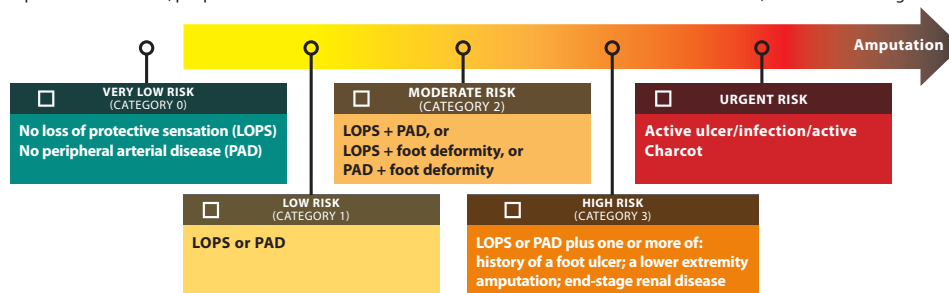 Amputation
VERY LOW RISK
(CATEGORY 0)
No loss of protective sensation (LOPS)
No peripheral arterial disease (PAD)
LOW RISK
(CATEGORY 1)
LOPS or PAD
MODERATE RISK
(CATEGORY 2)
LOPS + PAD, or
LOPS + foot deformity, or
PAD + foot deformity
HIGH RISK
(CATEGORY 3)
LOPS or PAD plus one or more of:
history of a foot ulcer; a lower extremity
amputation; end-stage renal disease
URGENT RISK
Active ulcer/infection/active
Charcot